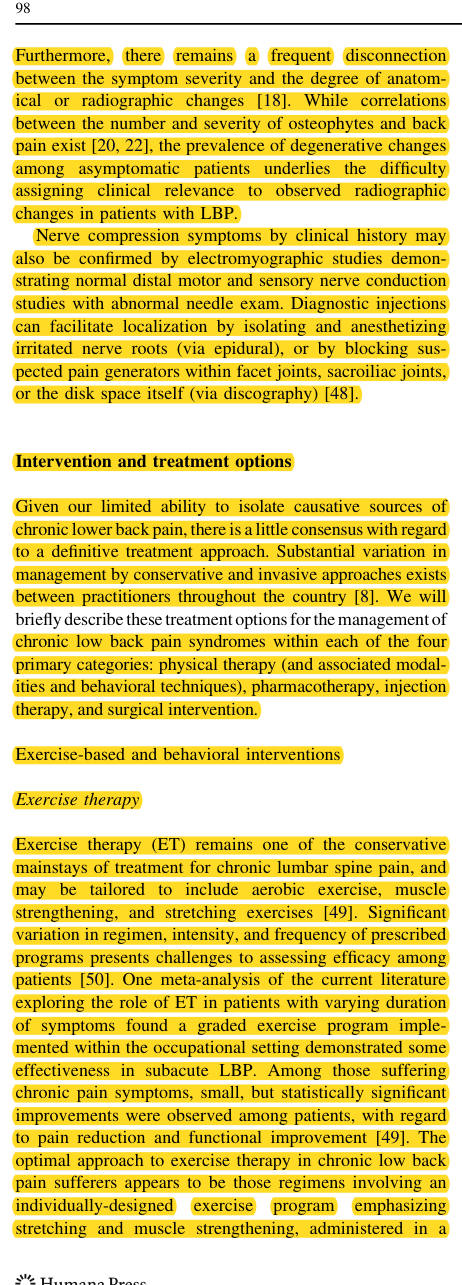 98
Furthermore, there remains a frequent disconnection
between the symptom severity and the degree of anatom-
ical or radiographic changes [18]. While correlations
between the number and severity of osteophytes and back
pain exist [20, 22], the prevalence of degenerative changes
among asymptomatic patients underlies the difficulty
assigning clinical relevance to observed radiographic
changes in patients with LBP.
Nerve compression symptoms by clinical history may
also be confirmed by electromyographic studies demon-
strating normal distal motor and sensory nerve conduction
studies with abnormal needle exam. Diagnostic injections
can facilitate localization by isolating and anesthetizing
irritated nerve roots (via epidural), or by blocking sus-
pected pain generators within facet joints, sacroiliac joints,
or the disk space itself (via discography) [48].
Intervention and treatment options
Given our limited ability to isolate causative sources of
chronic lower back pain, there is a little consensus with regard
to a definitive treatment approach. Substantial variation in
management by conservative and invasive approaches exists
between practitioners throughout the country [8]. We will
briefly describe these treatment options for the management of
chronic low back pain syndromes within each of the four
primary categories: physical therapy (and associated modal-
ities and behavioral techniques), pharmacotherapy, injection
therapy, and surgical intervention.
Exercise-based and behavioral interventions
Exercise therapy
Exercise therapy (ET) remains one of the conservative
mainstays of treatment for chronic lumbar spine pain, and
may be tailored to include aerobic exercise, muscle
strengthening, and stretching exercises [49]. Significant
variation in regimen, intensity, and frequency of prescribed
programs presents challenges to assessing efficacy among
patients [50]. One meta-analysis of the current literature
exploring the role of ET in patients with varying duration
of symptoms found a graded exercise program imple-
mented within the occupational setting demonstrated some
effectiveness in subacute LBP. Among those suffering
chronic pain symptoms, small, but statistically significant
improvements were observed among patients, with regard
to pain reduction and functional improvement [49]. The
optimal approach to exercise therapy in chronic low back
pain sufferers appears to be those regimens involving an
individually-designed exercise program emphasizing
stretching and muscle strengthening, administered in a
Humana Press